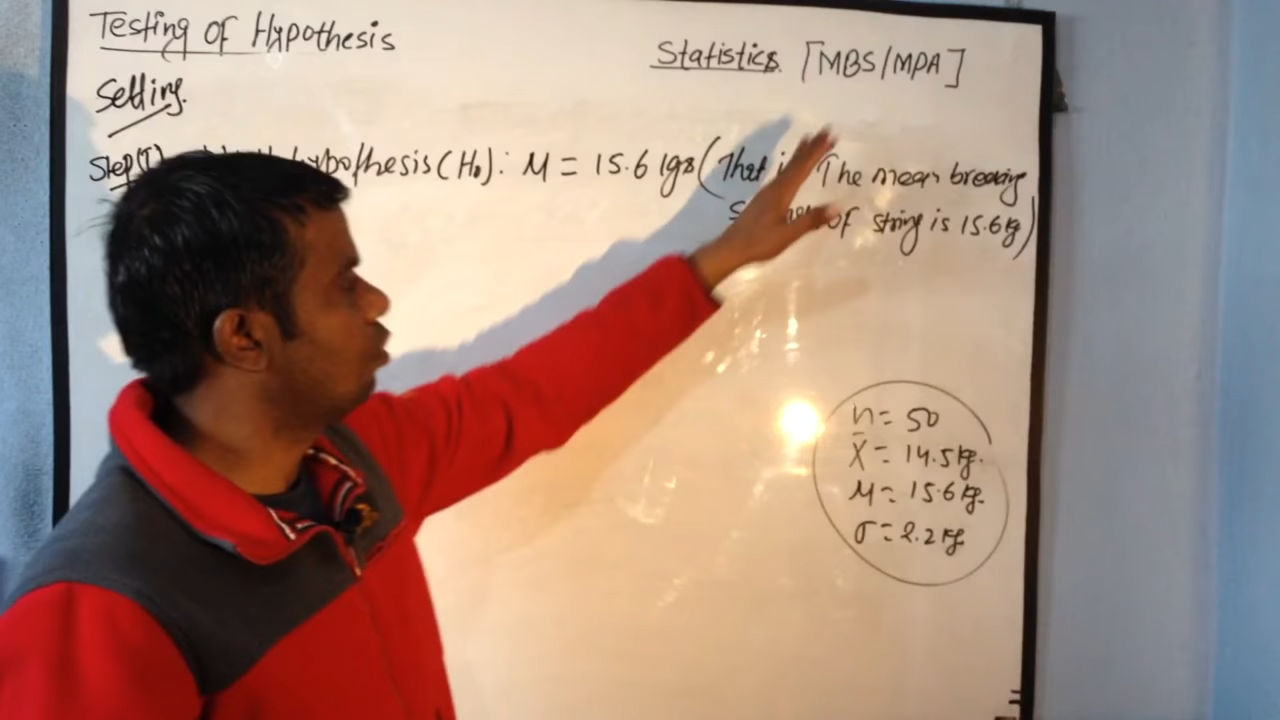 Testing of Hypothesis
Statistics [MBS/MPA]
Setting.
Step(I) hypothesis (H₀): M = 15.6 kgs (That is The mean breaking
of string is 15.6 kg)
n = 50
X̄ = 14.5 kg.
M = 15.6 kg.
σ = 2.2 kg